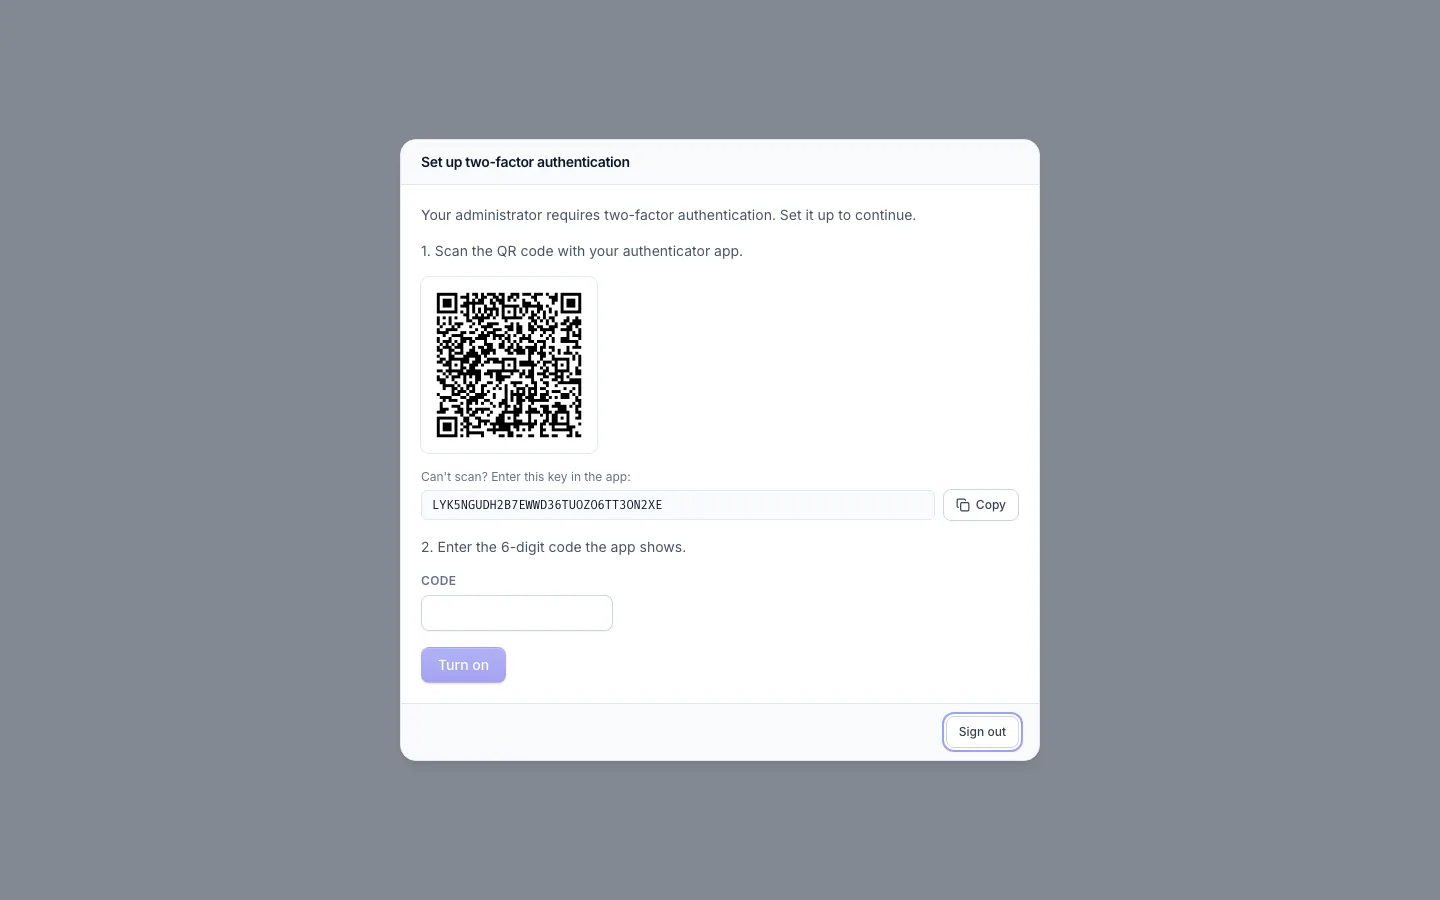 Set up two-factor authentication
Your administrator requires two-factor authentication. Set it up to continue.
1. Scan the QR code with your authenticator app.
Can't scan? Enter this key in the app:
LYK5NGUDH2B7EWWD36TUOZO6TT3ON2XE
Copy
2. Enter the 6-digit code the app shows.
CODE
Turn on
Sign out